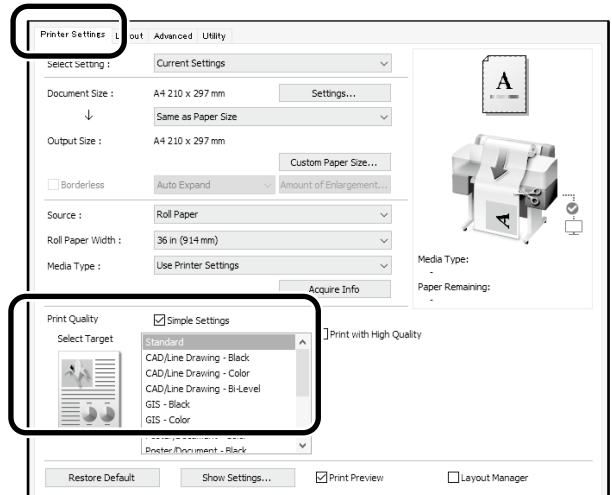 Printer Settings Layout Advanced Utility
Select Setting : Current Settings
Document Size : A4 210 x 297 mm Settings...
↓ Same as Paper Size
Output Size : A4 210 x 297 mm
Custom Paper Size...
Borderless Auto Expand Amount of Enlargement...
Source : Roll Paper
Roll Paper Width : 36 in (914 mm)
Media Type : Use Printer Settings
Acquire Info
A
A
Media Type:
-
Paper Remaining:
-
Print Quality Simple Settings
Select Target Standard Print with High Quality
CAD/Line Drawing - Black
CAD/Line Drawing - Color
CAD/Line Drawing - Bi-Level
GIS - Black
GIS - Color
Poster/Document - Color
Poster/Document - Black
Restore Default Show Settings... Print Preview Layout Manager